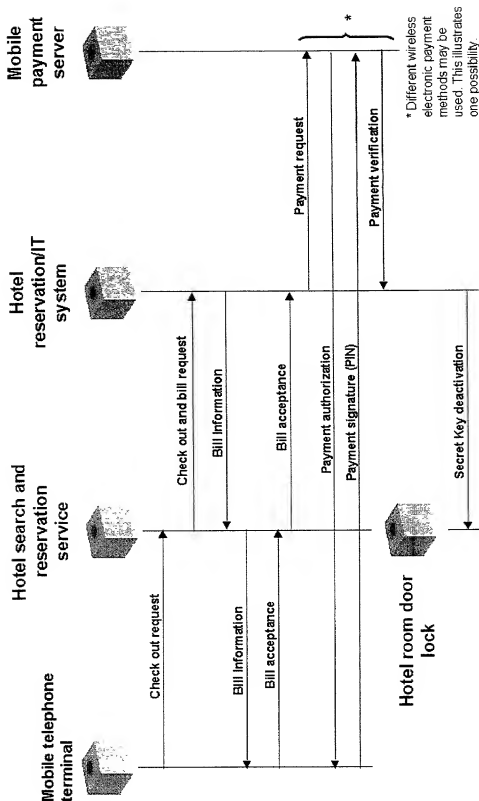 Mobile telephone
terminal
Hotel search and
reservation
service
Hotel
reservation/IT
system
Mobile
payment
server
Check out request
Check out and bill request
Bill Information
Bill Information
Bill acceptance
Bill acceptance
Payment request
Payment authorization
Payment signature (PIN)
Payment verification
*
* Different wireless
electronic payment
methods may be
used. This illustrates
one possibility.
Hotel room door
lock
Secret Key deactivation